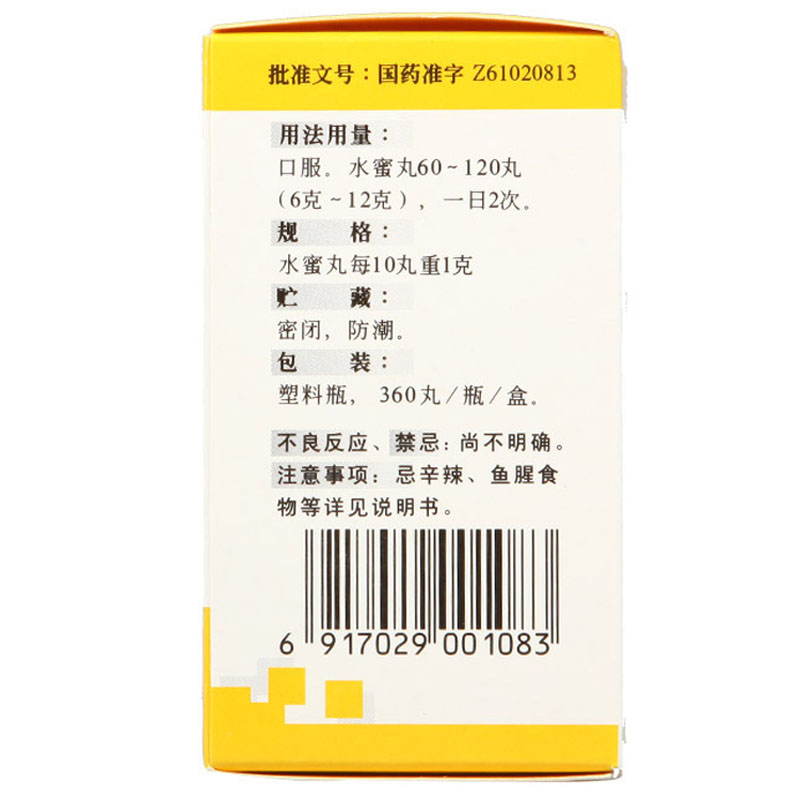 批准文号：国药准字 Z61020813
用法用量：
口服。水蜜丸60~120丸
（6克~12克），一日2次。
规　　格：
水蜜丸每10丸重1克
贮　　藏：
密闭，防潮。
包　　装：
塑料瓶，360丸/瓶/盒。
不良反应、禁忌：尚不明确。
注意事项：忌辛辣、鱼腥食
物等详见说明书。
6 917029 001083